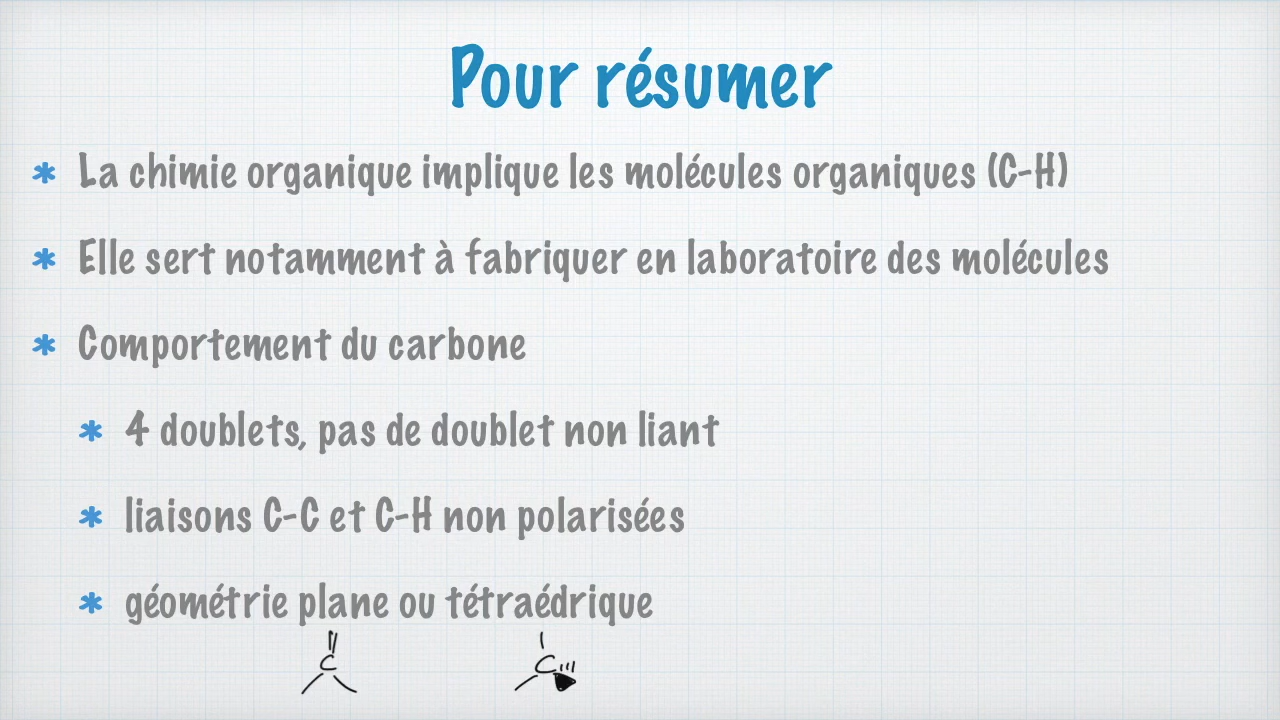 Pour résumer
La chimie organique implique les molécules organiques (C-H)
Elle sert notamment à fabriquer en laboratoire des molécules
Comportement du carbone
4 doublets, pas de doublet non liant
liaisons C-C et C-H non polarisées
géométrie plane ou tétraédrique
C C